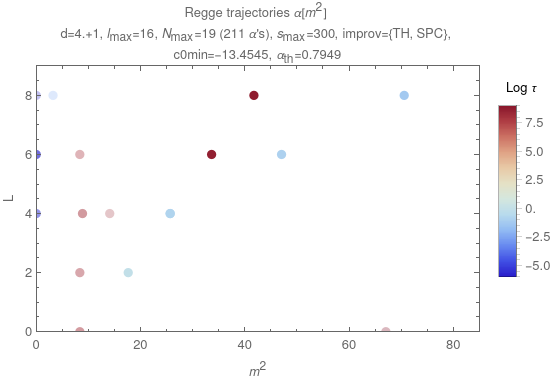 Regge trajectories α[m²]
d=4.+1, lmax=16, Nmax=19 (211 α's), smax=300, improv={TH, SPC},
c0min=−13.4545, αth=0.7949
Log τ
7.5
5.0
2.5
0.
−2.5
−5.0
L
8
6
4
2
0
0 20 40 60 80
m²